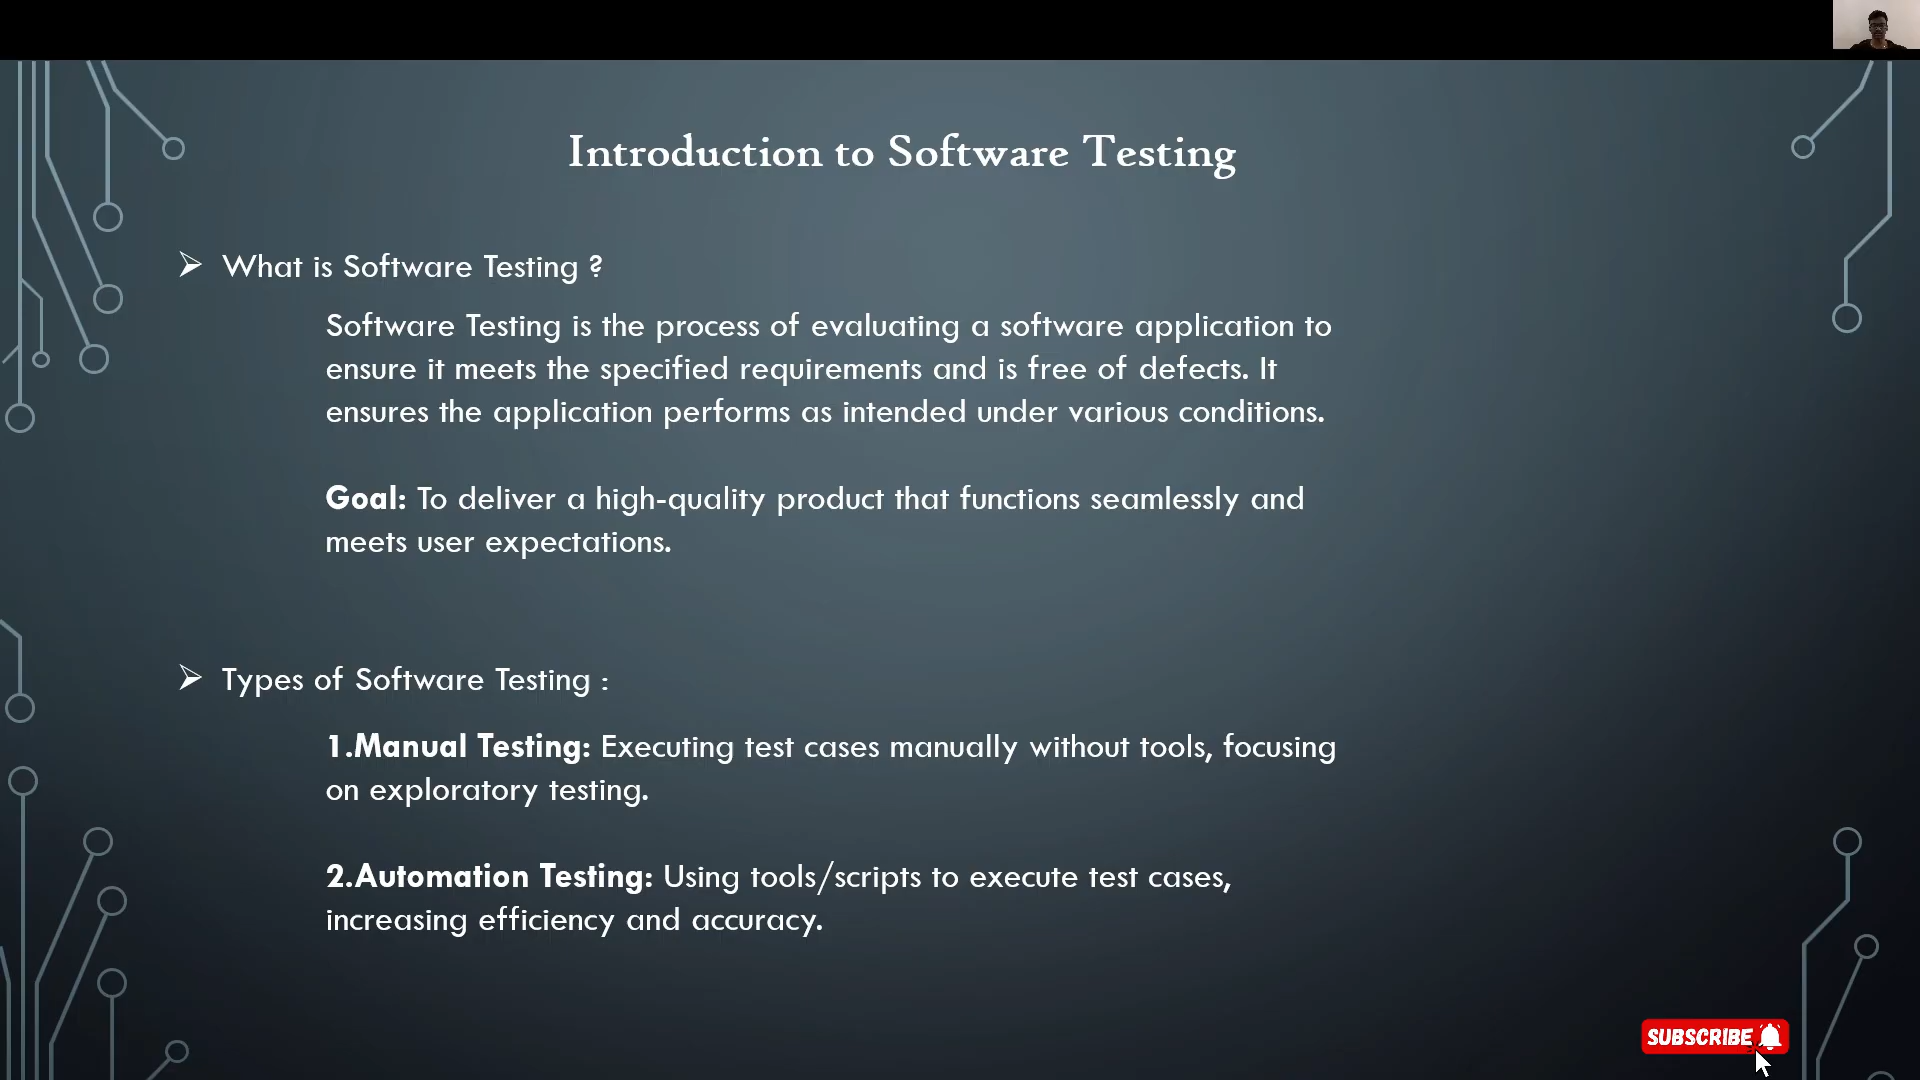 Introduction to Software Testing
What is Software Testing ?
Software Testing is the process of evaluating a software application to
ensure it meets the specified requirements and is free of defects. It
ensures the application performs as intended under various conditions.
Goal: To deliver a high-quality product that functions seamlessly and
meets user expectations.
Types of Software Testing :
1.Manual Testing: Executing test cases manually without tools, focusing
on exploratory testing.
2.Automation Testing: Using tools/scripts to execute test cases,
increasing efficiency and accuracy.
SUBSCRIBE